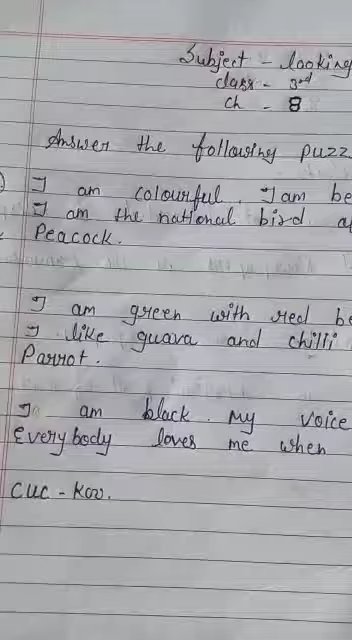 Subject - looking
class - 3rd
ch - 8
Answer the following puzz
I am colourful. I am be
I am the national bird
Peacock.
I am green with red be
I like guava and chilli
Parrot.
I am black. My voice
Everybody loves me when
Cuc-Koo.